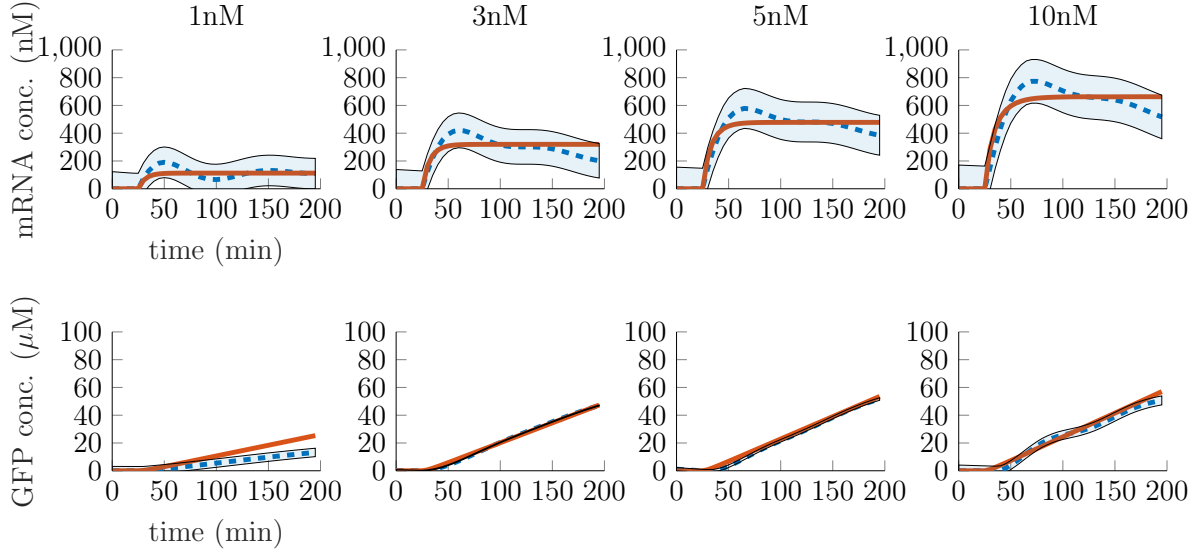 1nM 3nM 5nM 10nM
mRNA conc. (nM)
1,000 1,000 1,000 1,000
800 800 800 800
600 600 600 600
400 400 400 400
200 200 200 200
0 0 0 0
0 50 100 150 200 0 50 100 150 200 0 50 100 150 200 0 50 100 150 200
time (min)
GFP conc. (μM)
100 100 100 100
80 80 80 80
60 60 60 60
40 40 40 40
20 20 20 20
0 0 0 0
0 50 100 150 200 0 50 100 150 200 0 50 100 150 200 0 50 100 150 200
time (min)